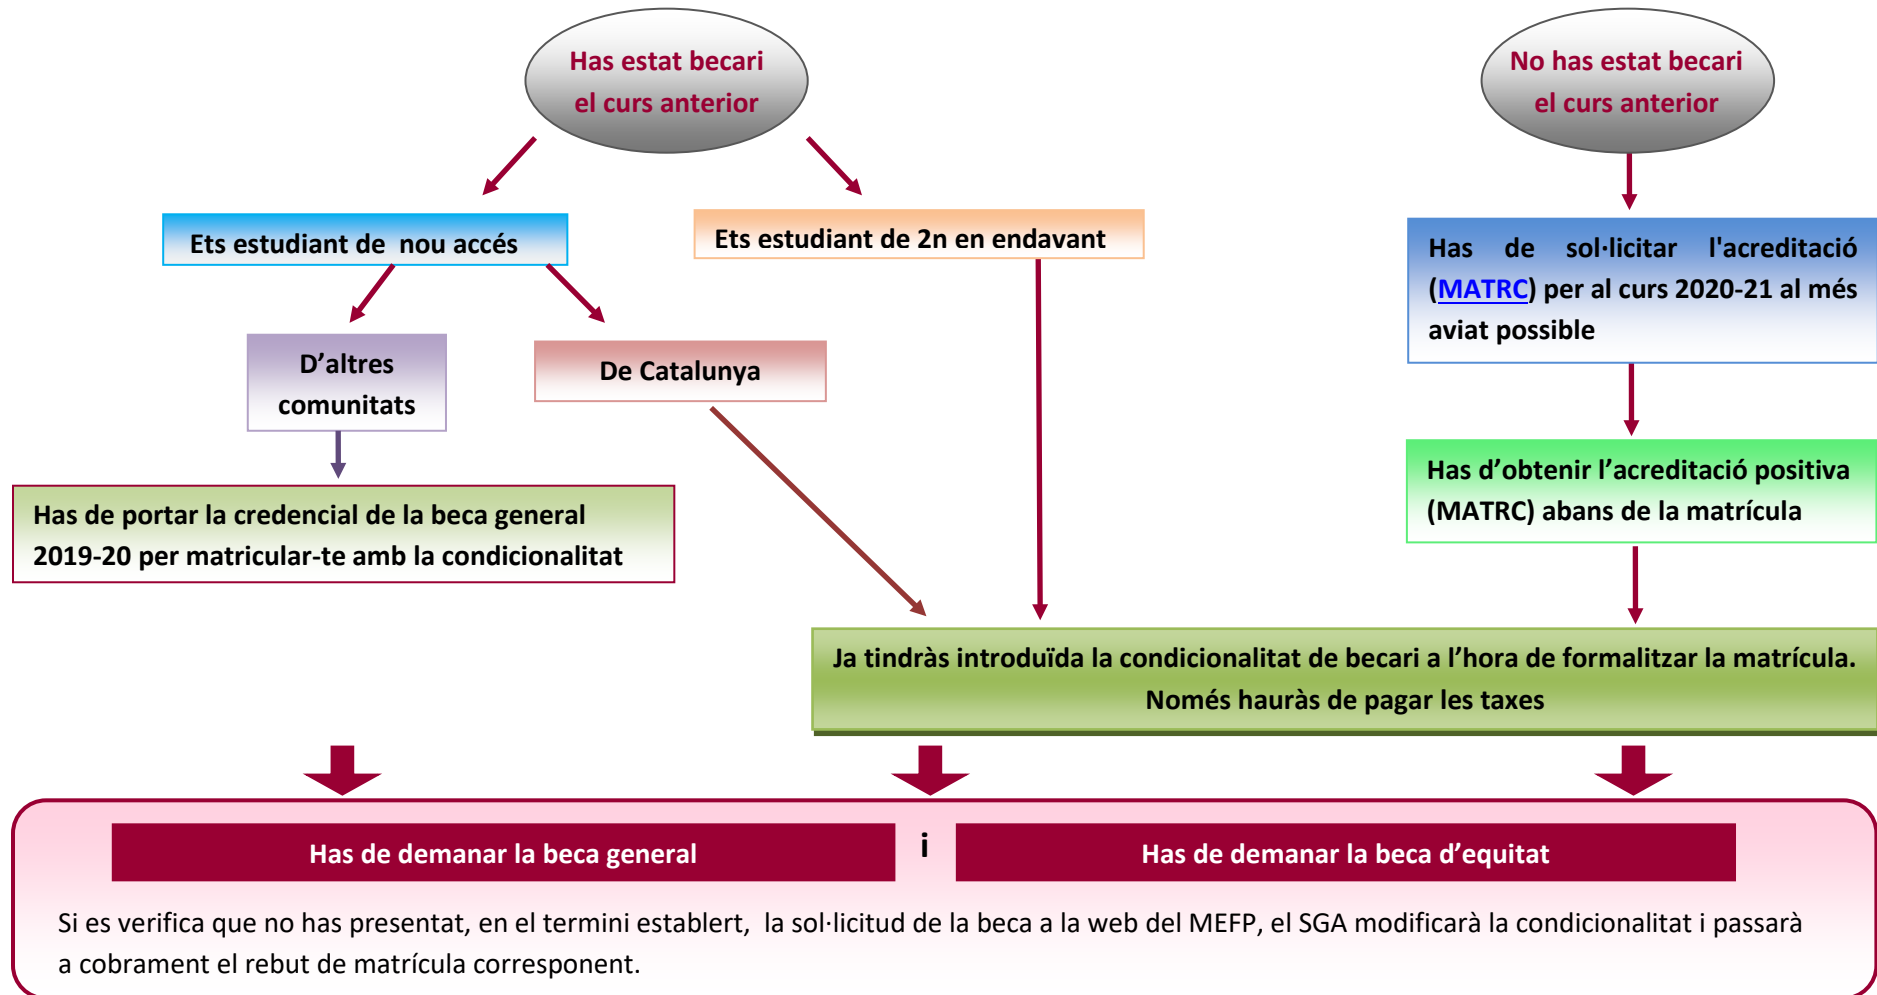 Has estat becari
el curs anterior
No has estat becari
el curs anterior
Ets estudiant de nou accés
Ets estudiant de 2n en endavant
Has de sol·licitar l'acreditació
(MATRC) per al curs 2020-21 al més
aviat possible
D’altres
comunitats
De Catalunya
Has d’obtenir l’acreditació positiva
(MATRC) abans de la matrícula
Has de portar la credencial de la beca general
2019-20 per matricular-te amb la condicionalitat
Ja tindràs introduïda la condicionalitat de becari a l’hora de formalitzar la matrícula.
Només hauràs de pagar les taxes
Has de demanar la beca general
i
Has de demanar la beca d’equitat
Si es verifica que no has presentat, en el termini establert, la sol·licitud de la beca a la web del MEFP, el SGA modificarà la condicionalitat i passarà
a cobrament el rebut de matrícula corresponent.